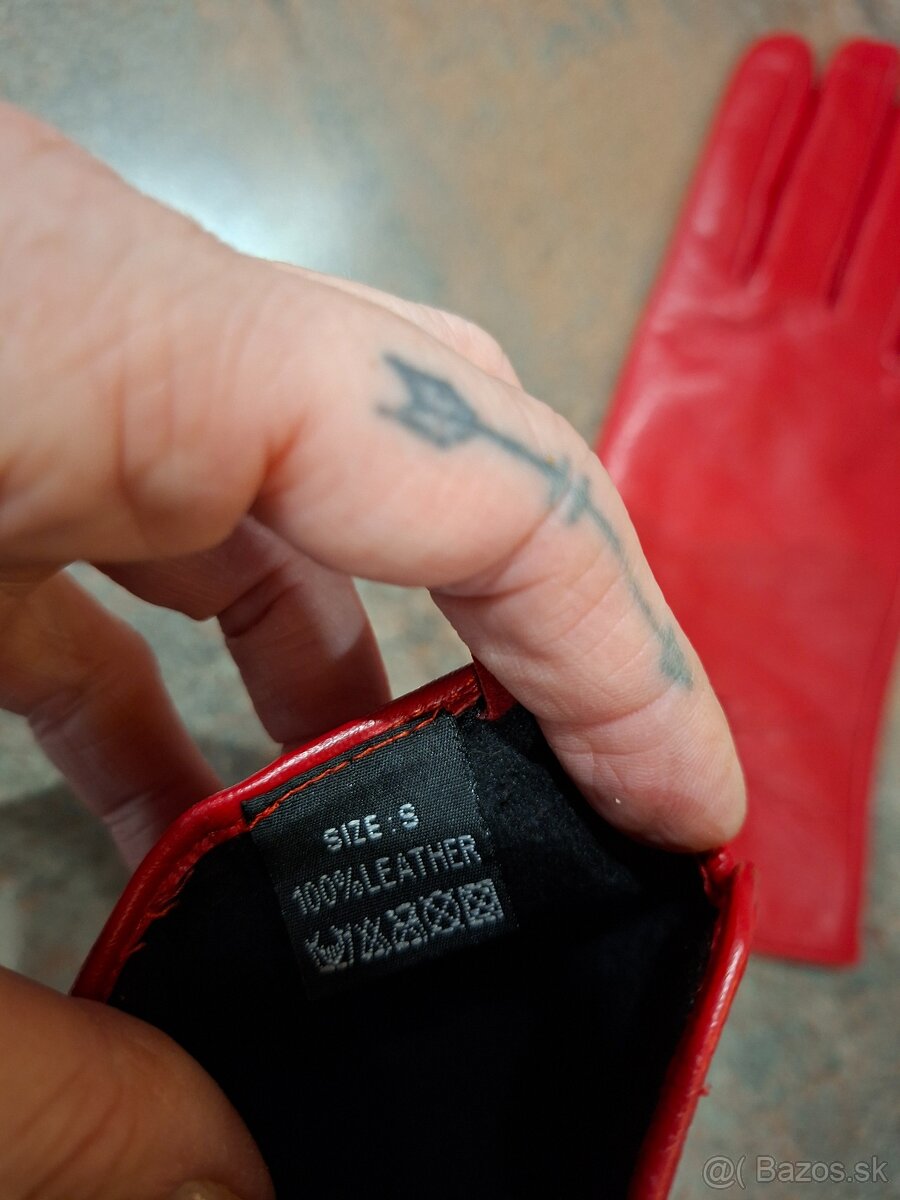 SIZE : S
100%LEATHER
@( Bazos.sk